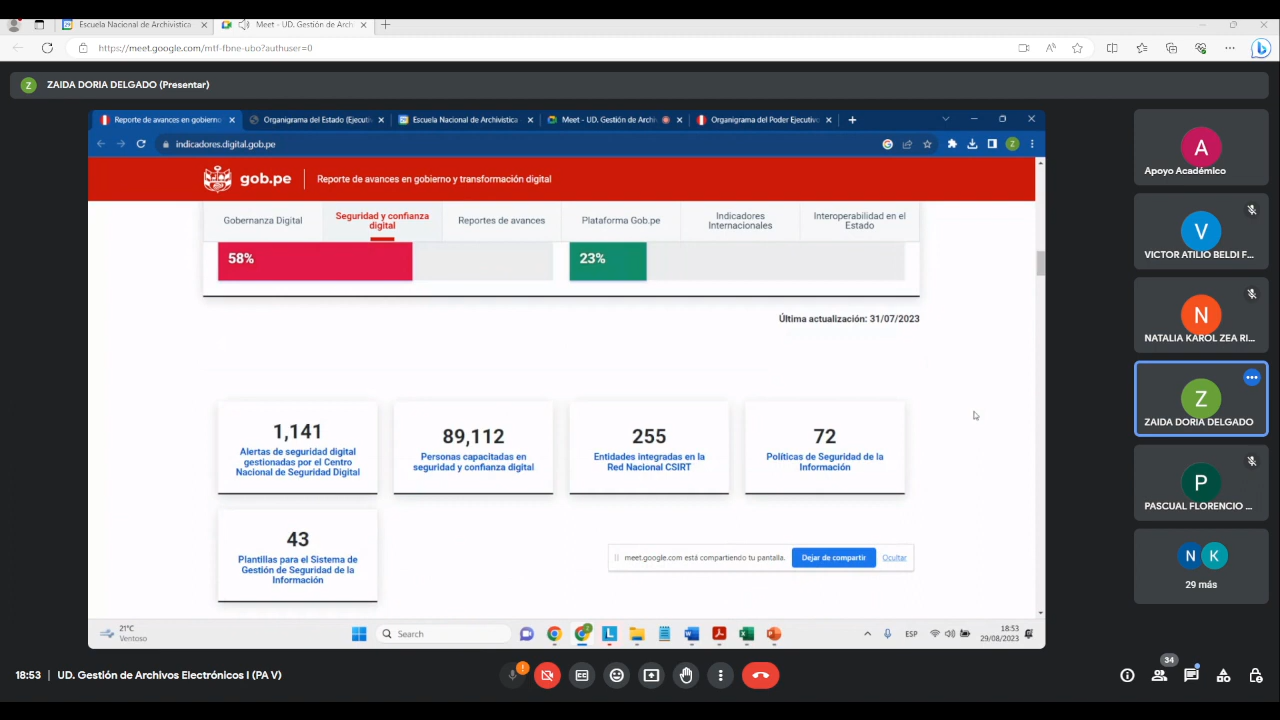 Escuela Nacional de Archivística
Meet - UD. Gestión de Arch
https://meet.google.com/mtf-fbne-ubo?authuser=0
Z
ZAIDA DORIA DELGADO (Presentar)
Reporte de avances en gobierno
Organigrama del Estado (Ejecuti
Escuela Nacional de Archivística
Meet - UD. Gestión de Archi
Organigrama del Poder Ejecutivo
indicadores.digital.gob.pe
Z
gob.pe
Reporte de avances en gobierno y transformación digital
Gobernanza Digital
Seguridad y confianza
digital
Reportes de avances
Plataforma Gob.pe
Indicadores
Internacionales
Interoperabilidad en el
Estado
58%
23%
Última actualización: 31/07/2023
1,141
Alertas de seguridad digital
gestionadas por el Centro
Nacional de Seguridad Digital
89,112
Personas capacitadas en
seguridad y confianza digital
255
Entidades integradas en la
Red Nacional CSIRT
72
Políticas de Seguridad de la
Información
43
Plantillas para el Sistema de
Gestión de Seguridad de la
Información
meet.google.com está compartiendo tu pantalla.
Dejar de compartir
Ocultar
21°C
Ventoso
Search
ESP
18:53
29/08/2023
A
Apoyo Académico
V
VICTOR ATILIO BELDI F...
N
NATALIA KAROL ZEA RI...
Z
ZAIDA DORIA DELGADO
P
PASCUAL FLORENCIO ...
N
K
29 más
18:53
UD. Gestión de Archivos Electrónicos I (PA V)
34